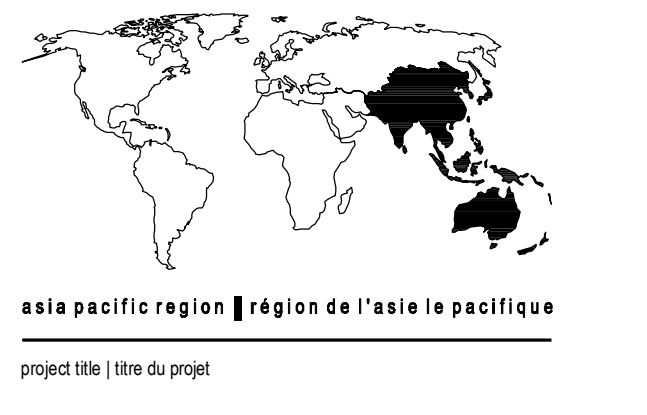 asia pacific region | région de l'asie le pacifique
project title | titre du projet